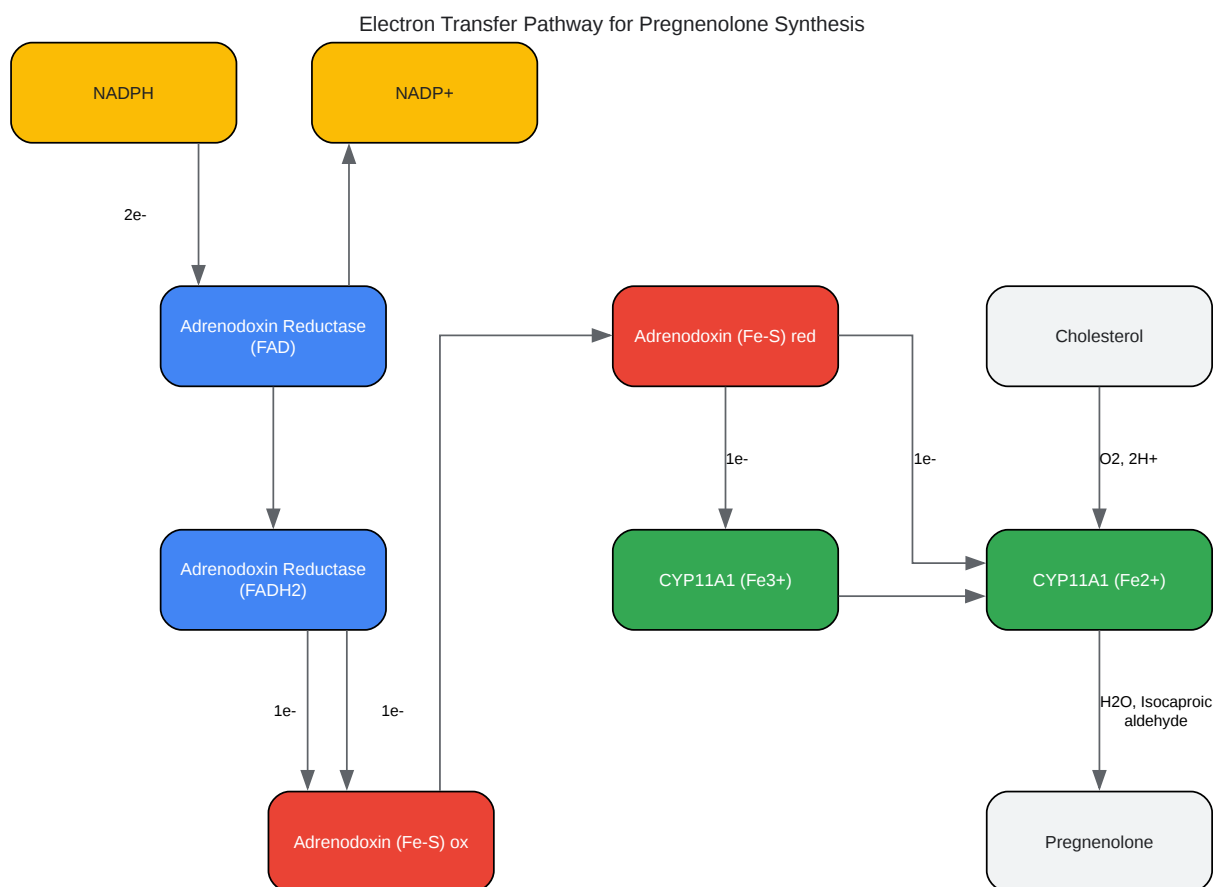 Electron Transfer Pathway for Pregnenolone Synthesis
NADPH
NADP+
2e-
Adrenodoxin Reductase
(FAD)
Adrenodoxin (Fe-S) red
Cholesterol
1e-
1e-
O2, 2H+
Adrenodoxin Reductase
(FADH2)
CYP11A1 (Fe3+)
CYP11A1 (Fe2+)
1e-
1e-
H2O, Isocaproic
aldehyde
Adrenodoxin (Fe-S) ox
Pregnenolone